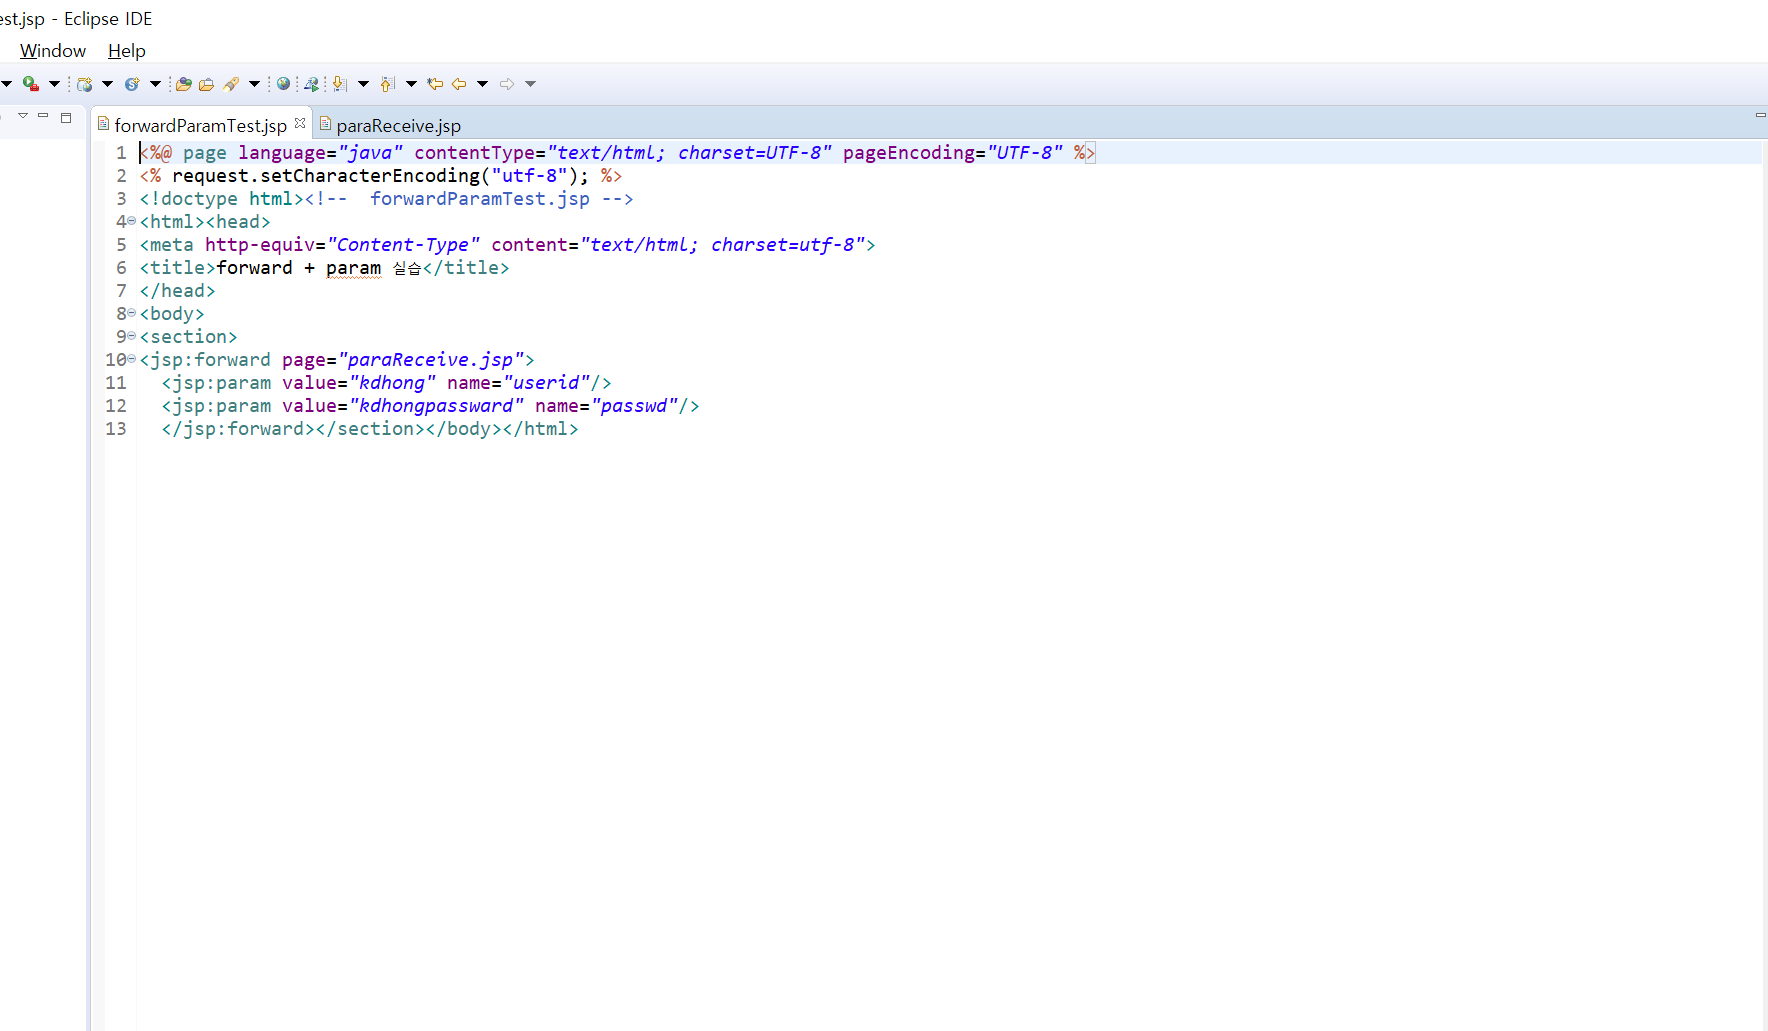 est.jsp - Eclipse IDE
Window Help
forwardParamTest.jsp paraReceive.jsp
1 <%@ page language="java" contentType="text/html; charset=UTF-8" pageEncoding="UTF-8" %>
2 <% request.setCharacterEncoding("utf-8"); %>
3 <!doctype html><!--  forwardParamTest.jsp -->
4 <html><head>
5 <meta http-equiv="Content-Type" content="text/html; charset=utf-8">
6 <title>forward + param 실습</title>
7 </head>
8 <body>
9 <section>
10 <jsp:forward page="paraReceive.jsp">
11   <jsp:param value="kdhong" name="userid"/>
12   <jsp:param value="kdhongpassward" name="passwd"/>
13   </jsp:forward></section></body></html>